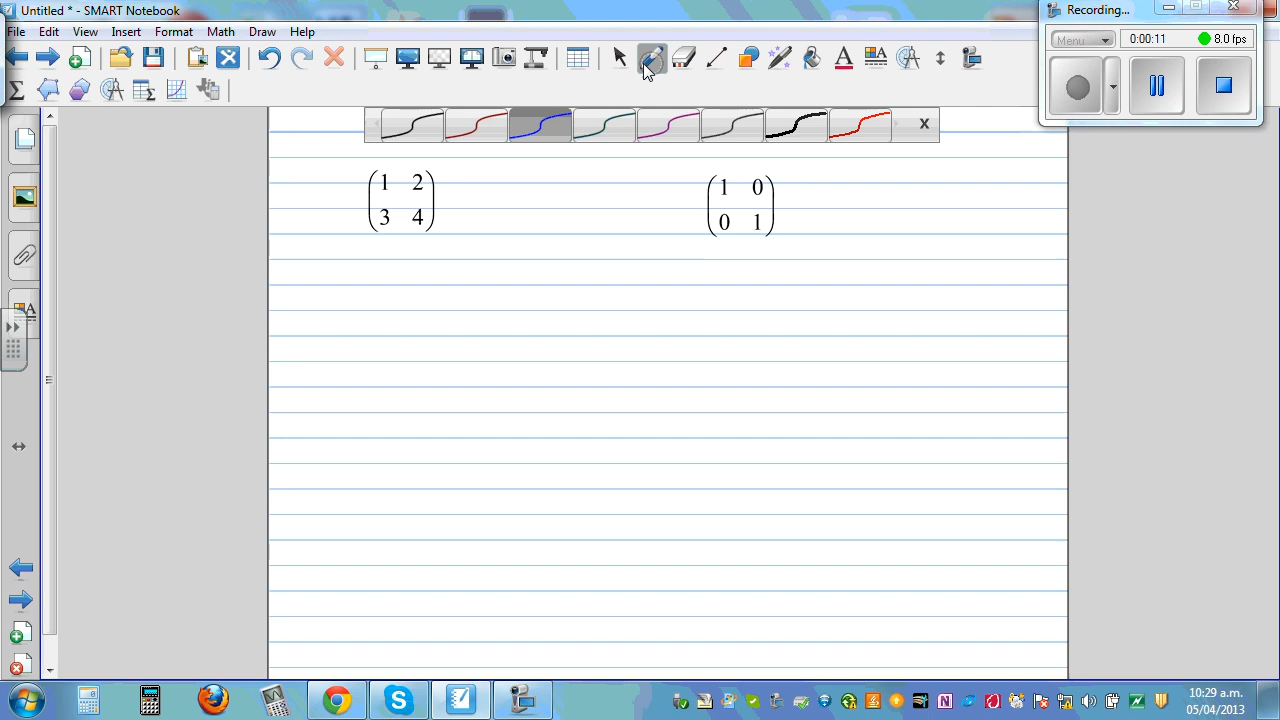 Untitled * - SMART Notebook
Recording...
File Edit View Insert Format Math Draw Help
Menu
0:00:11
8.0 fps
x
1 2
3 4
1 0
0 1
10:29 a.m.
05/04/2013